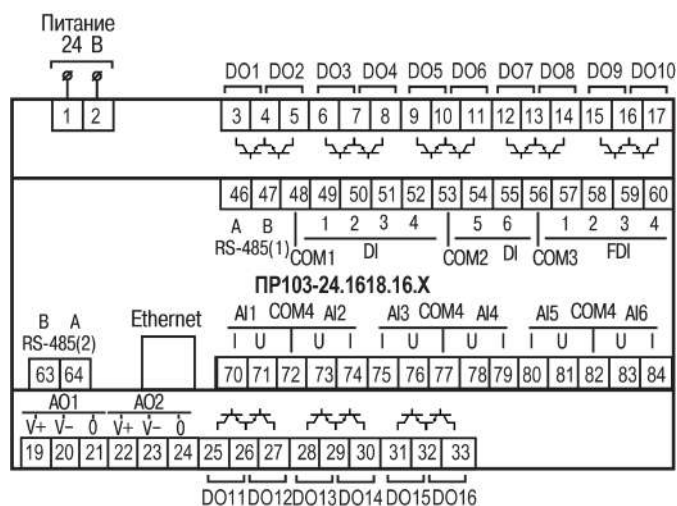 Питание
24 В
DO1 DO2 DO3 DO4 DO5 DO6 DO7 DO8 DO9 DO10
1 2 3 4 5 6 7 8 9 10 11 12 13 14 15 16 17
46 47 48 49 50 51 52 53 54 55 56 57 58 59 60
A B 1 2 3 4 5 6 1 2 3 4
RS-485(1) COM1 DI COM2 DI COM3 FDI
ПР103-24.1618.16.X
B A Ethernet AI1 COM4 AI2 AI3 COM4 AI4 AI5 COM4 AI6
RS-485(2) I U U I I U U I I U U I
63 64 70 71 72 73 74 75 76 77 78 79 80 81 82 83 84
AO1 AO2
V+ V- 0 V+ V- 0
19 20 21 22 23 24 25 26 27 28 29 30 31 32 33
DO11 DO12 DO13 DO14 DO15 DO16